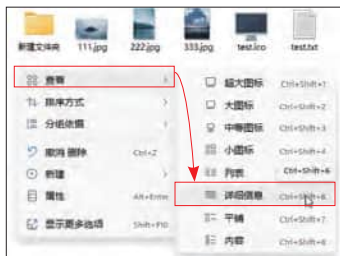 新建文件夹 111.jpg 222.jpg 333.jpg test.ico test.txt
查看
排序方式
分组依据
撤消 删除 Ctrl+Z
新建
属性 Alt+Enter
显示更多选项 Shift+F10
超大图标 Ctrl+Shift+1
大图标 Ctrl+Shift+2
中等图标 Ctrl+Shift+3
小图标 Ctrl+Shift+4
列表 Ctrl+Shift+6
详细信息 Ctrl+Shift+6
平铺 Ctrl+Shift+7
内容 Ctrl+Shift+8